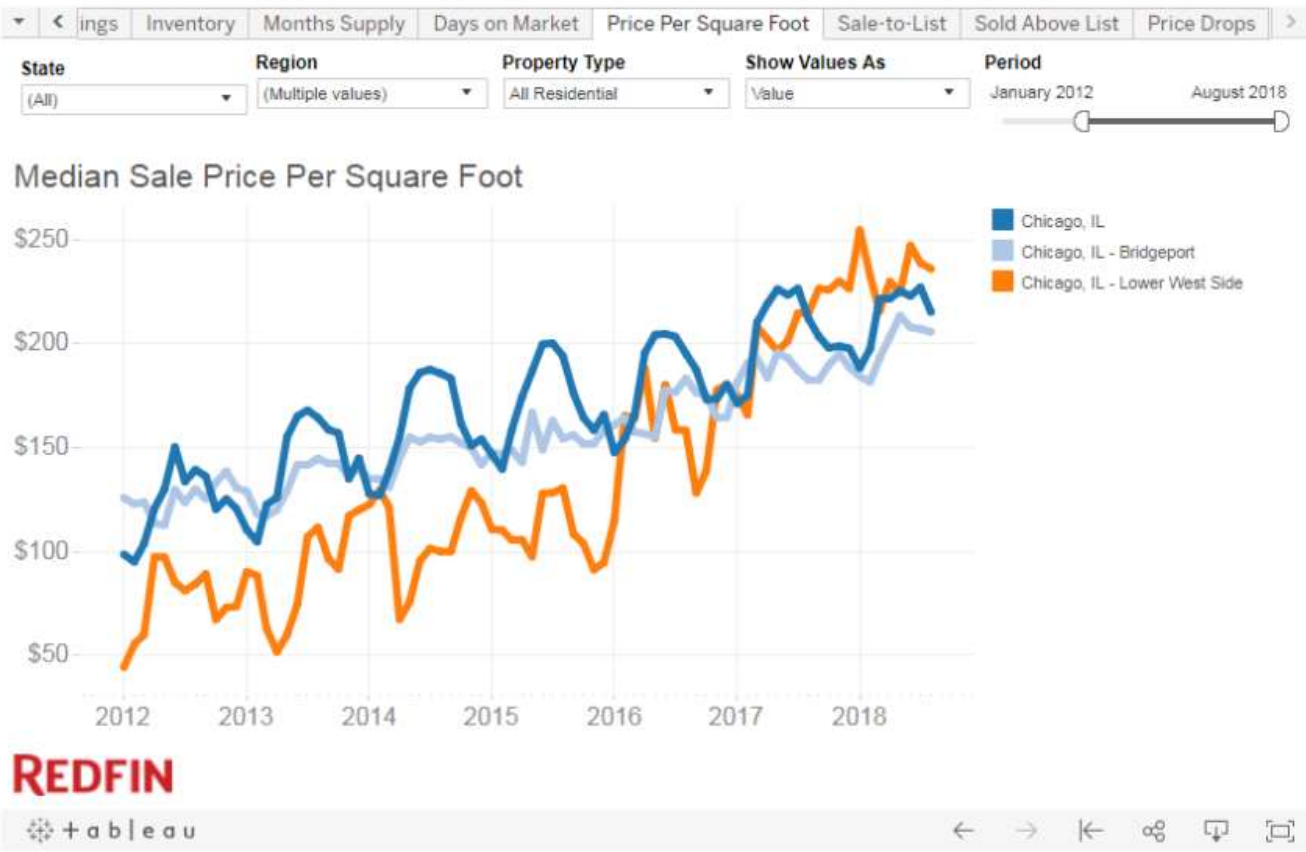 ings Inventory Months Supply Days on Market Price Per Square Foot Sale-to-List Sold Above List Price Drops
State Region Property Type Show Values As Period
(All) (Multiple values) All Residential Value January 2012 August 2018
Median Sale Price Per Square Foot
$250
$200
$150
$100
$50
2012 2013 2014 2015 2016 2017 2018
Chicago, IL
Chicago, IL - Bridgeport
Chicago, IL - Lower West Side
REDFIN
+ableau